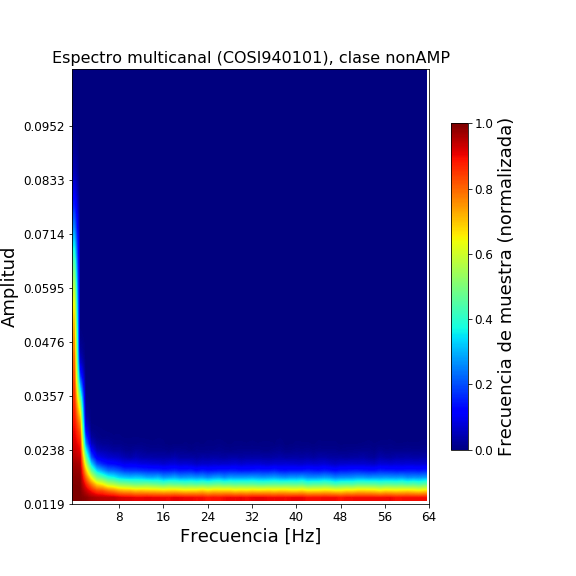 Espectro multicanal (COSI940101), clase nonAMP
Amplitud
0.0952
0.0833
0.0714
0.0595
0.0476
0.0357
0.0238
0.0119
8 16 24 32 40 48 56 64
Frecuencia [Hz]
1.0
0.8
0.6
0.4
0.2
0.0
Frecuencia de muestra (normalizada)